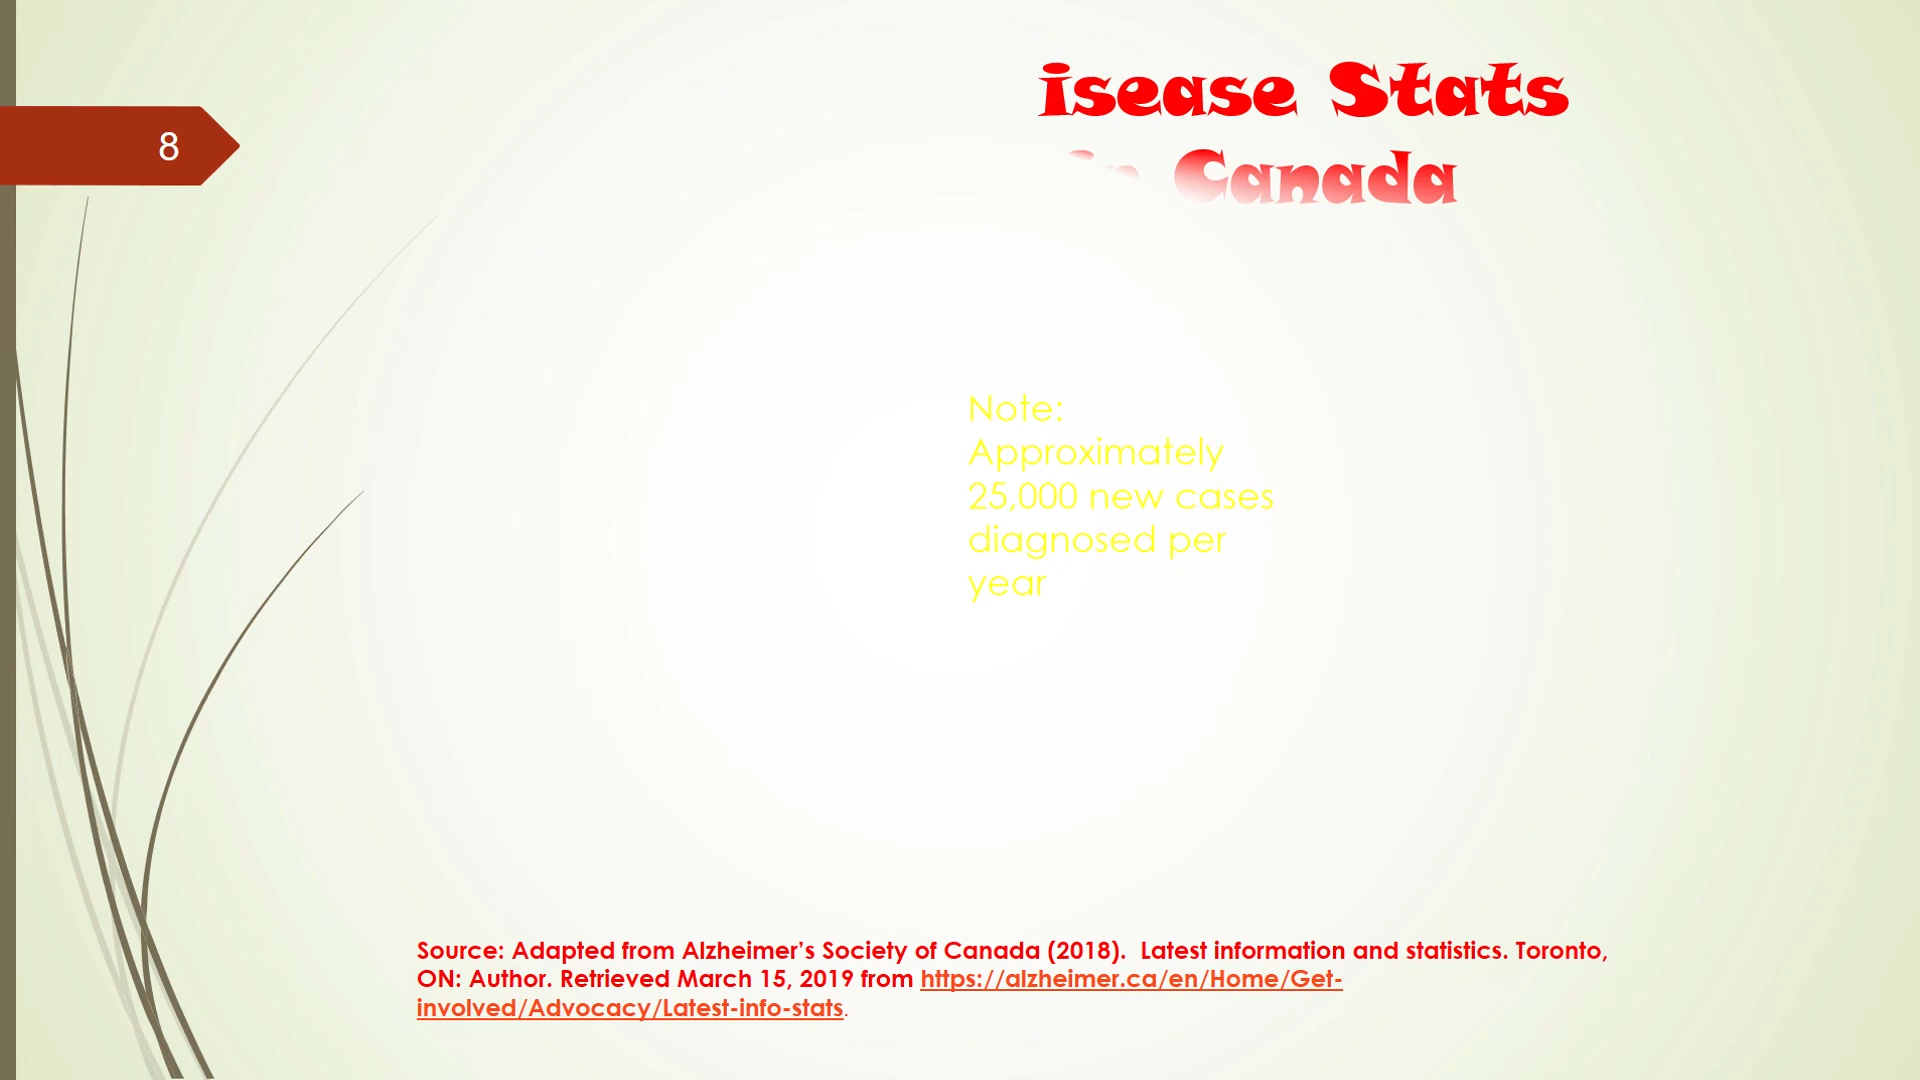 isease Stats
in Canada
8
Note:
Approximately
25,000 new cases
diagnosed per
year
Source: Adapted from Alzheimer’s Society of Canada (2018).  Latest information and statistics. Toronto,
ON: Author. Retrieved March 15, 2019 from https://alzheimer.ca/en/Home/Get-
involved/Advocacy/Latest-info-stats.